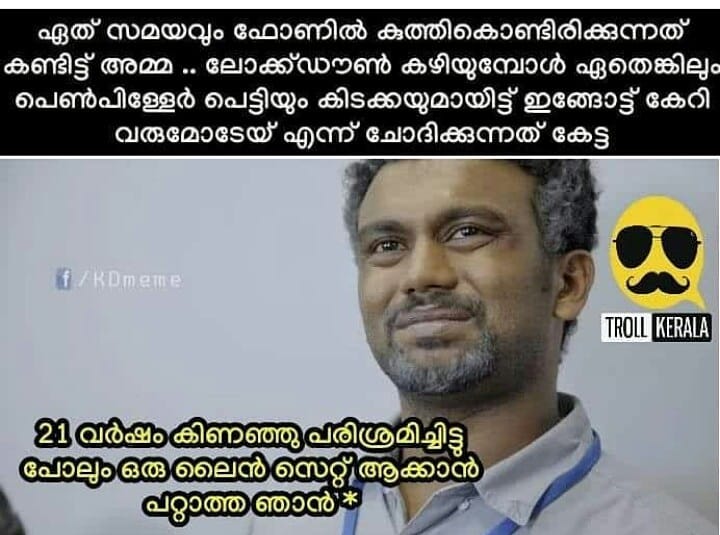 ഏത് സമയവും ഫോണിൽ കുത്തികൊണ്ടിരിക്കുന്നത്
കണ്ടിട്ട് അമ്മ .. ലോക്ക്ഡൗൺ കഴിയുമ്പോൾ ഏതെങ്കിലും
പെൺപിള്ളേർ പെട്ടിയും കിടക്കയുമായിട്ട് ഇങ്ങോട്ട് കേറി
വരുമോടേയ് എന്ന് ചോദിക്കുന്നത് കേട്ട
f /KDmeme
TROLL KERALA
21 വർഷം കിണഞ്ഞു പരിശ്രമിച്ചിട്ടു
പോലും ഒരു ലൈൻ സെറ്റ് ആക്കാൻ
പറ്റാത്ത ഞാൻ *